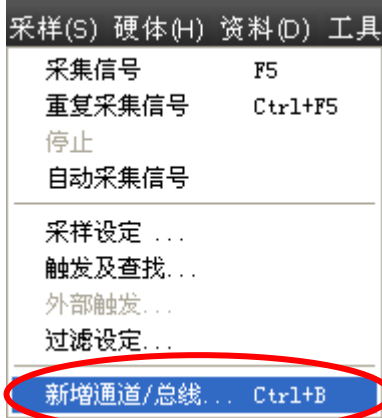 采样(S) 硬体(H) 资料(D) 工具
采集信号 F5
重复采集信号 Ctrl+F5
停止
自动采集信号
采样设定 ...
触发及查找...
外部触发...
过滤设定...
新增通道/总线... Ctrl+B